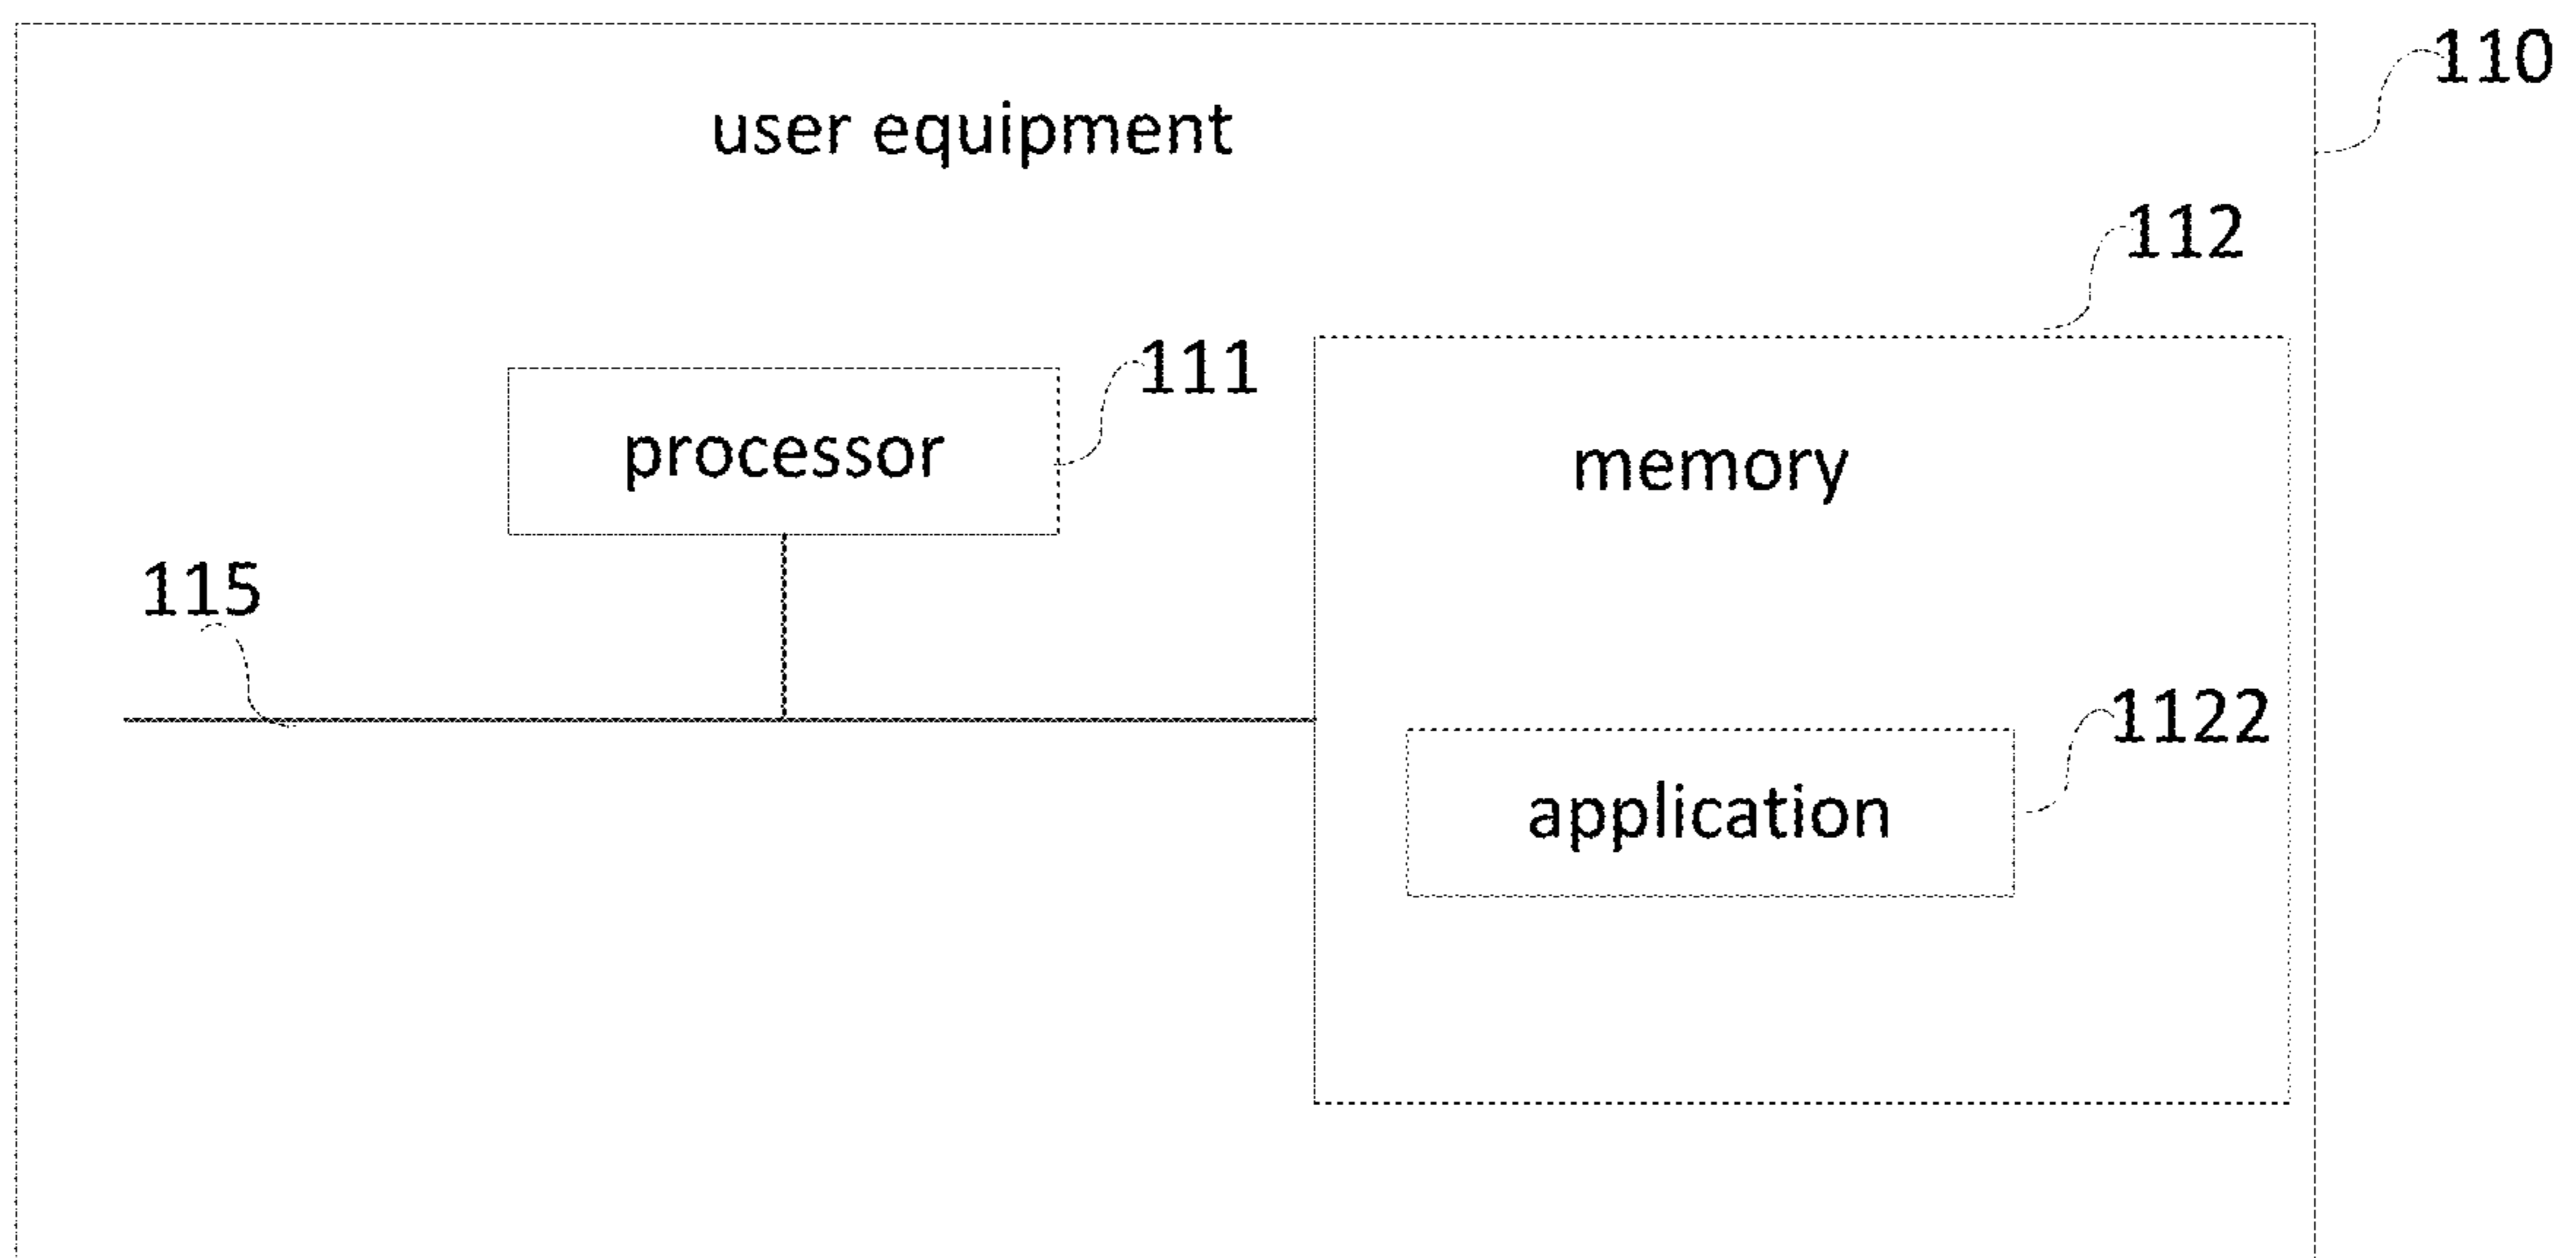 110
user equipment
112
111
processor
memory
115
1122
application